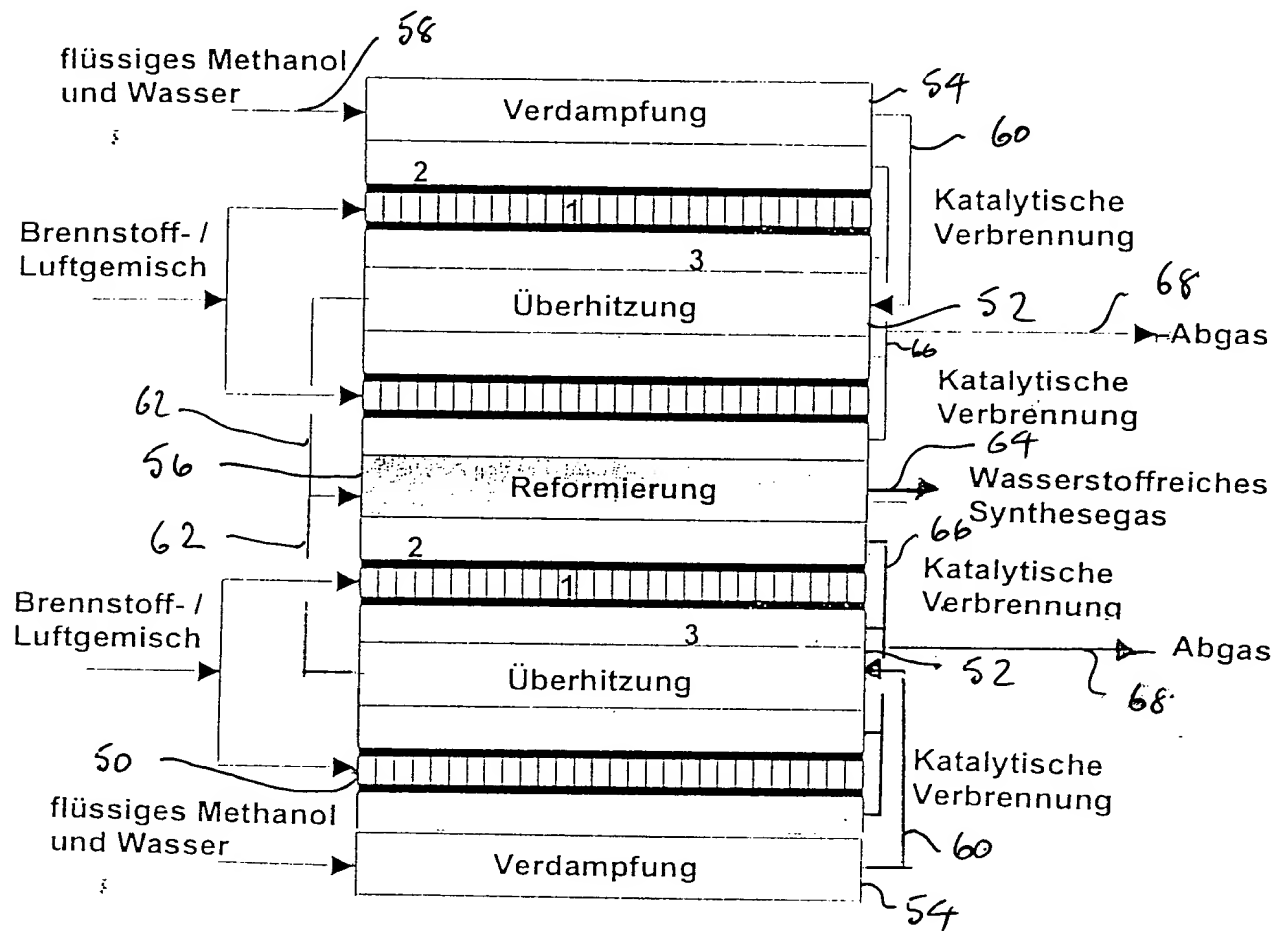 58
flüssiges Methanol
und Wasser
Verdampfung
54
60
2
1
Katalytische
Verbrennung
Brennstoff- /
Luftgemisch
3
Überhitzung
52
68
66
Abgas
Katalytische
Verbrennung
62
56
64
Reformierung
Wasserstoffreiches
Synthesegas
62
2
66
1
Katalytische
Verbrennung
Brennstoff- /
Luftgemisch
3
52
Abgas
68
Überhitzung
50
Katalytische
Verbrennung
flüssiges Methanol
und Wasser
Verdampfung
60
54